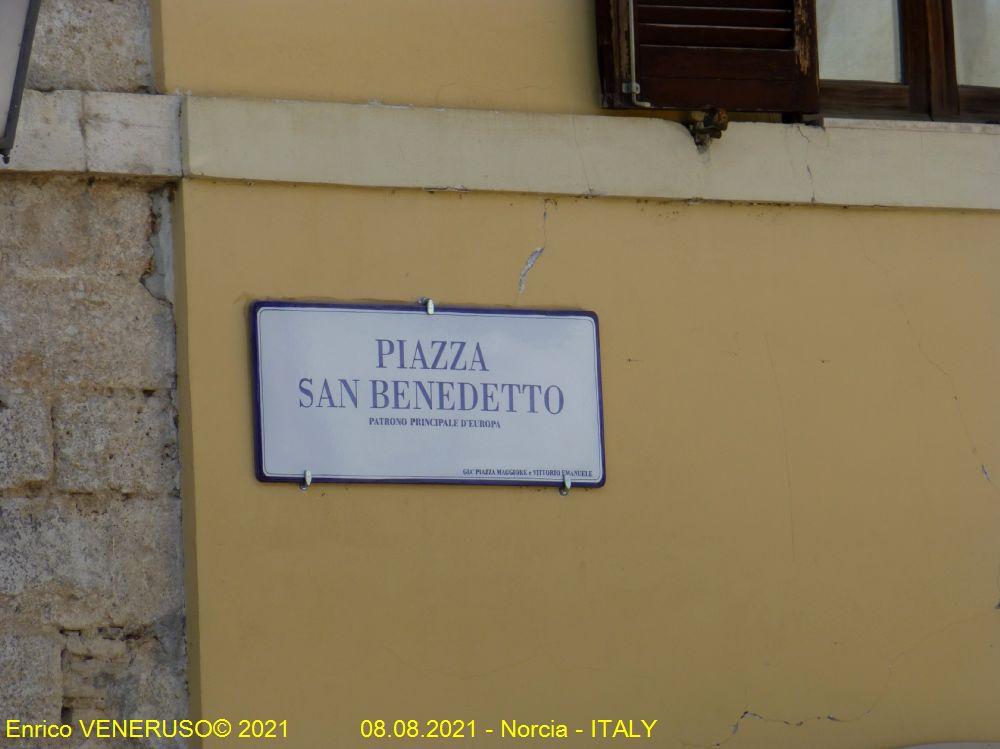 PIAZZA
SAN BENEDETTO
PATRONO PRINCIPALE D'EUROPA
GIA' PIAZZA MAGGIORE e VITTORIO EMANUELE
Enrico VENERUSO© 2021 08.08.2021 - Norcia - ITALY